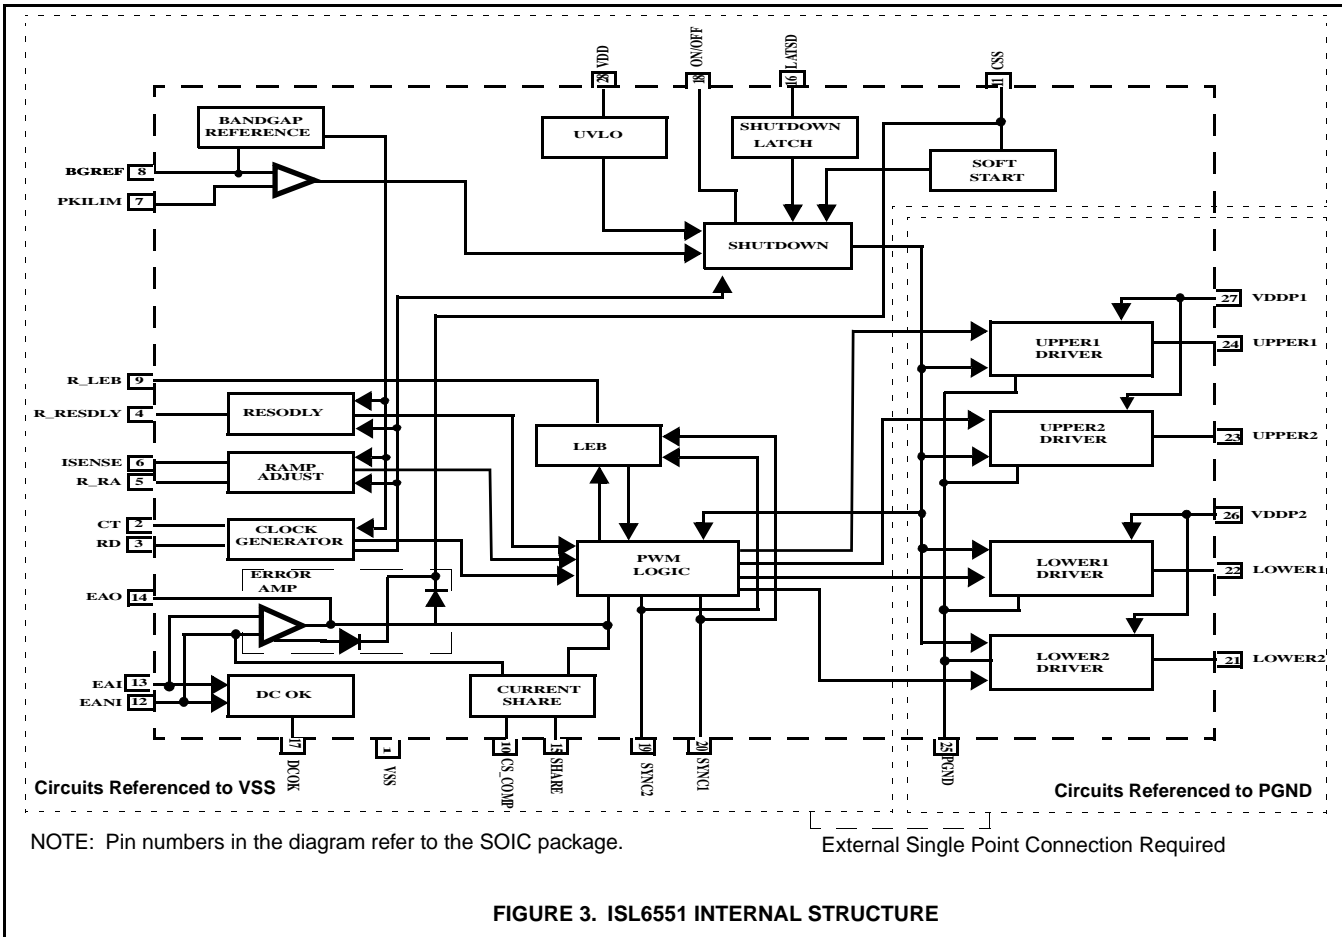 VDD
28
ON/OFF
18
LATSD
16
CSS
11
BANDGAP
REFERENCE
UVLO
SHUTDOWN
LATCH
SOFT
START
BGREF 8
PKILIM 7
SHUTDOWN
27 VDDP1
UPPER1
DRIVER
24 UPPER1
R_LEB 9
R_RESDLY 4
RESODLY
UPPER2
DRIVER
23 UPPER2
LEB
ISENSE 6
R_RA 5
RAMP
ADJUST
CT 2
RD 3
CLOCK
GENERATOR
26 VDDP2
PWM
LOGIC
LOWER1
DRIVER
22 LOWER1
ERROR
AMP
EAO 14
LOWER2
DRIVER
21 LOWER2
EAI 13
EANI 12
DC OK
CURRENT
SHARE
17
DCOK
1
VSS
10
CS_COMP
15
SHARE
19
SYNC2
20
SYNC1
25
PGND
Circuits Referenced to VSS
Circuits Referenced to PGND
NOTE: Pin numbers in the diagram refer to the SOIC package.
External Single Point Connection Required
FIGURE 3. ISL6551 INTERNAL STRUCTURE